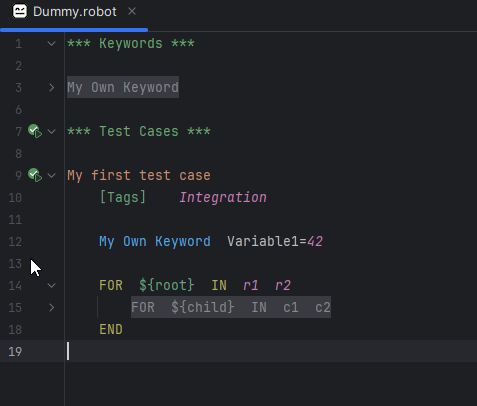 Dummy.robot
1 *** Keywords ***
2
3 My Own Keyword
6
7 *** Test Cases ***
8
9 My first test case
10 [Tags] Integration
11
12 My Own Keyword Variable1=42
13
14 FOR ${root} IN r1 r2
15 FOR ${child} IN c1 c2
18 END
19